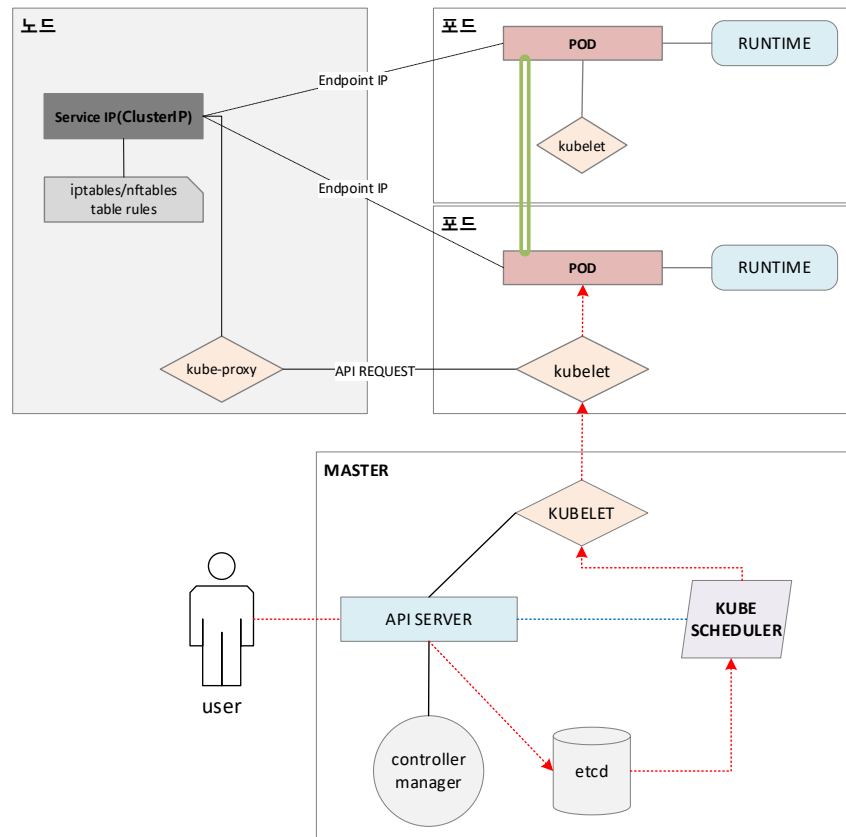 노드
Service IP(ClusterIP)
iptables/nftables
table rules
kube-proxy
Endpoint IP
Endpoint IP
API REQUEST
포드
POD
RUNTIME
kubelet
포드
POD
RUNTIME
kubelet
MASTER
KUBELET
API SERVER
KUBE
SCHEDULER
user
controller
manager
etcd